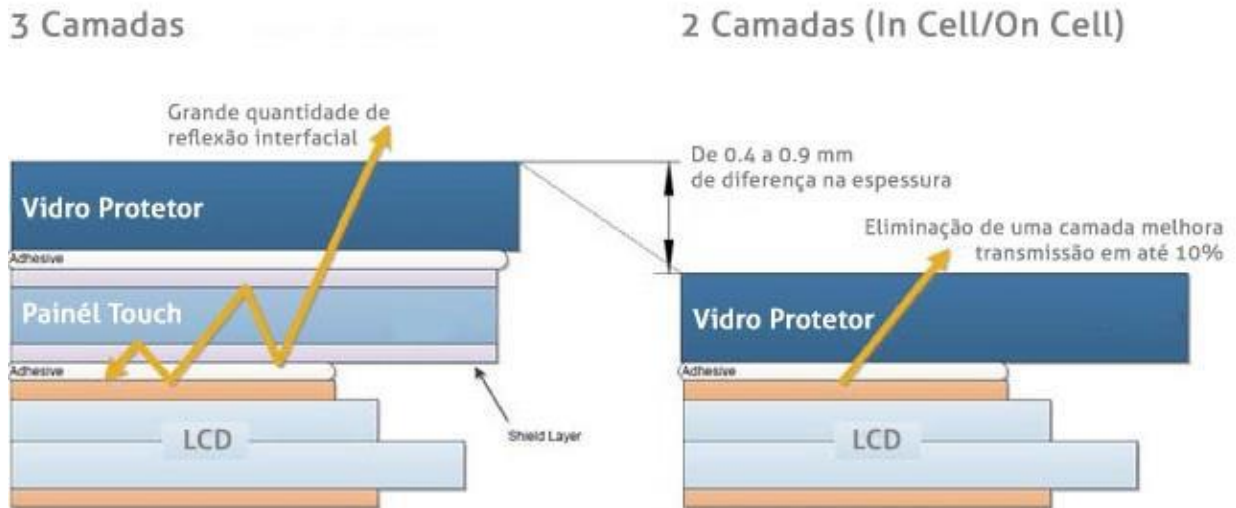 3 Camadas
2 Camadas (In Cell/On Cell)
Grande quantidade de
reflexão interfacial
De 0.4 a 0.9 mm
de diferença na espessura
Vidro Protetor
Eliminação de uma camada melhora
transmissão em até 10%
Adhesive
Painél Touch
Vidro Protetor
Adhesive
Adhesive
LCD
Shield Layer
LCD